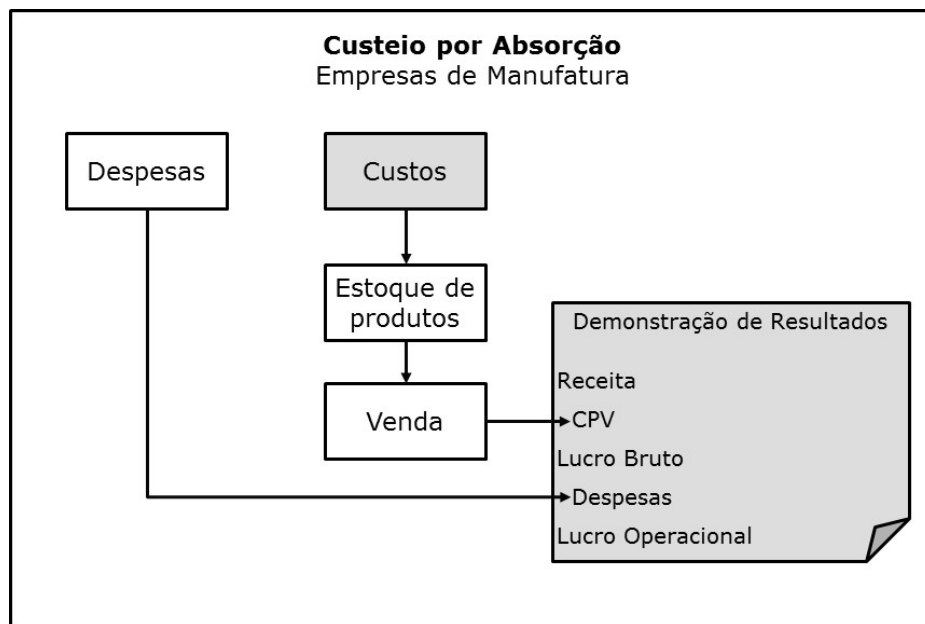 Custeio por Absorção
Empresas de Manufatura
Despesas
Custos
Estoque de
produtos
Venda
Demonstração de Resultados
Receita
CPV
Lucro Bruto
Despesas
Lucro Operacional